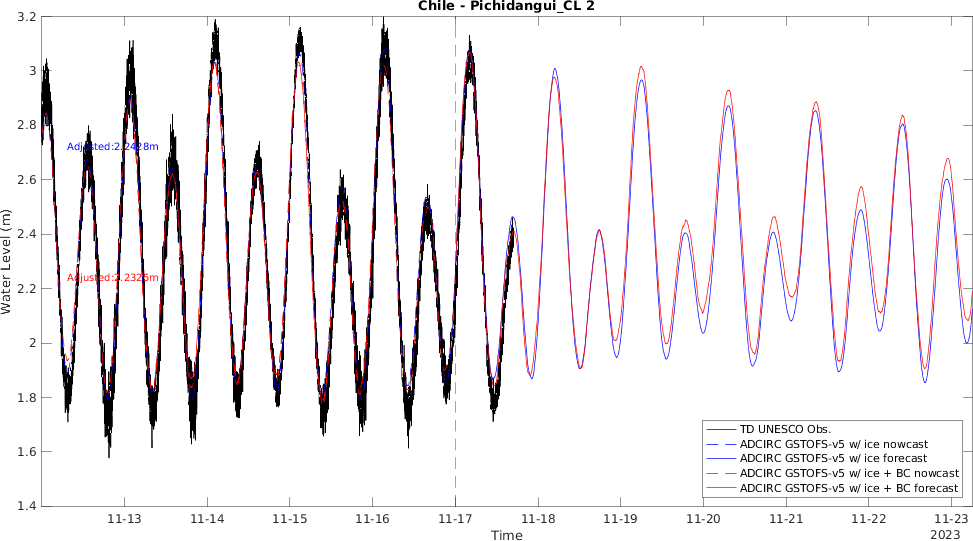 Chile - Pichidangui_CL 2
Water Level (m)
3.2
3
2.8
2.6
2.4
2.2
2
1.8
1.6
1.4
Adjusted:2.2428m
Adjusted:2.2325m
TD UNESCO Obs.
ADCIRC GSTOFS-v5 w/ ice nowcast
ADCIRC GSTOFS-v5 w/ ice forecast
ADCIRC GSTOFS-v5 w/ ice + BC nowcast
ADCIRC GSTOFS-v5 w/ ice + BC forecast
11-13 11-14 11-15 11-16 11-17 11-18 11-19 11-20 11-21 11-22 11-23
Time
2023